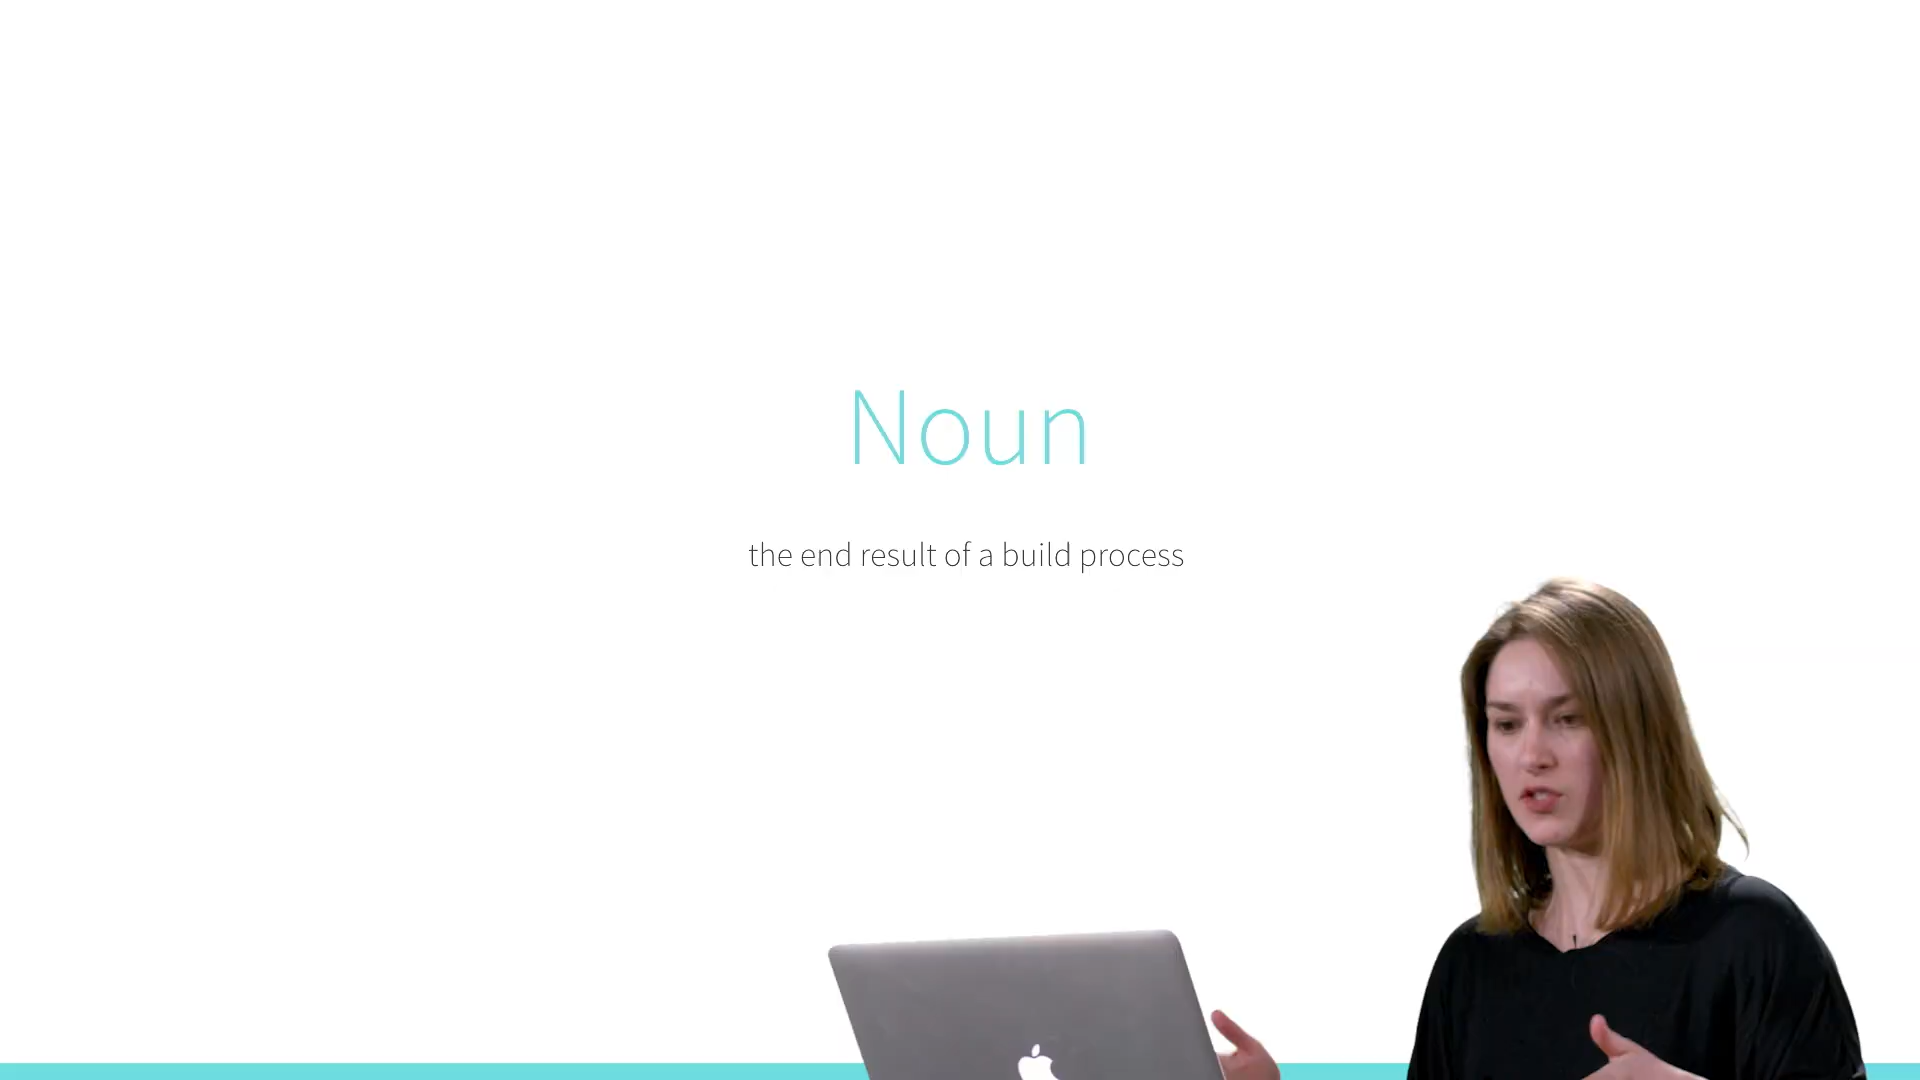 Noun
the end result of a build process